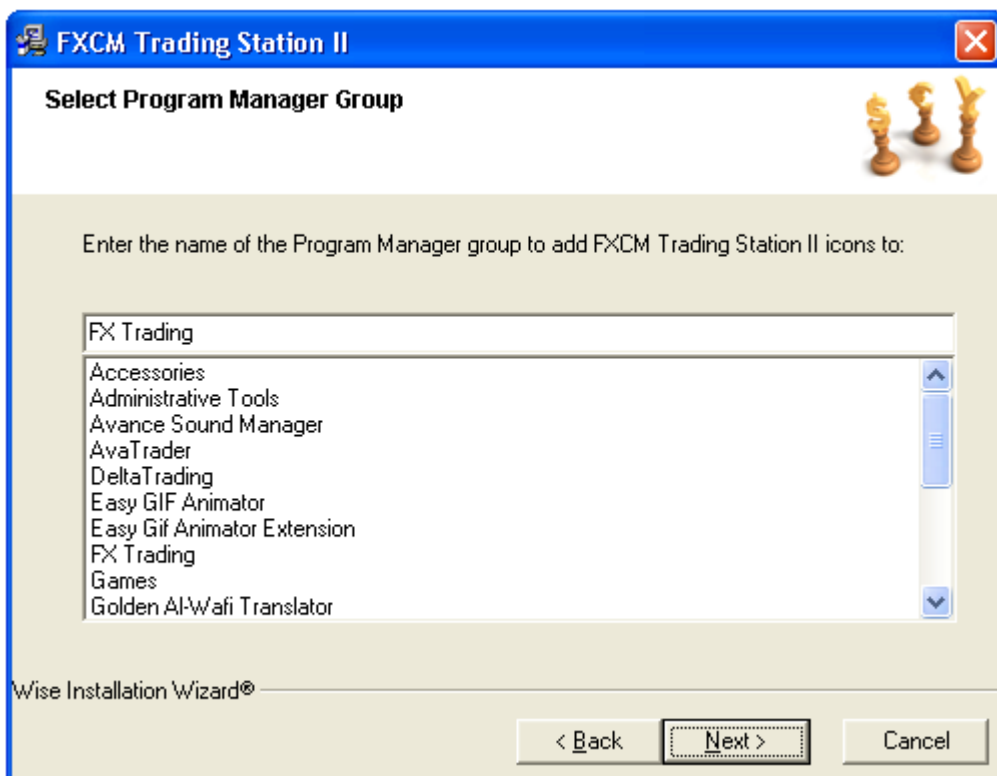 FXCM Trading Station II
Select Program Manager Group
$ € ¥
Enter the name of the Program Manager group to add FXCM Trading Station II icons to:
FX Trading
Accessories
Administrative Tools
Avance Sound Manager
AvaTrader
DeltaTrading
Easy GIF Animator
Easy Gif Animator Extension
FX Trading
Games
Golden Al-Wafi Translator
Wise Installation Wizard®
< Back Next > Cancel